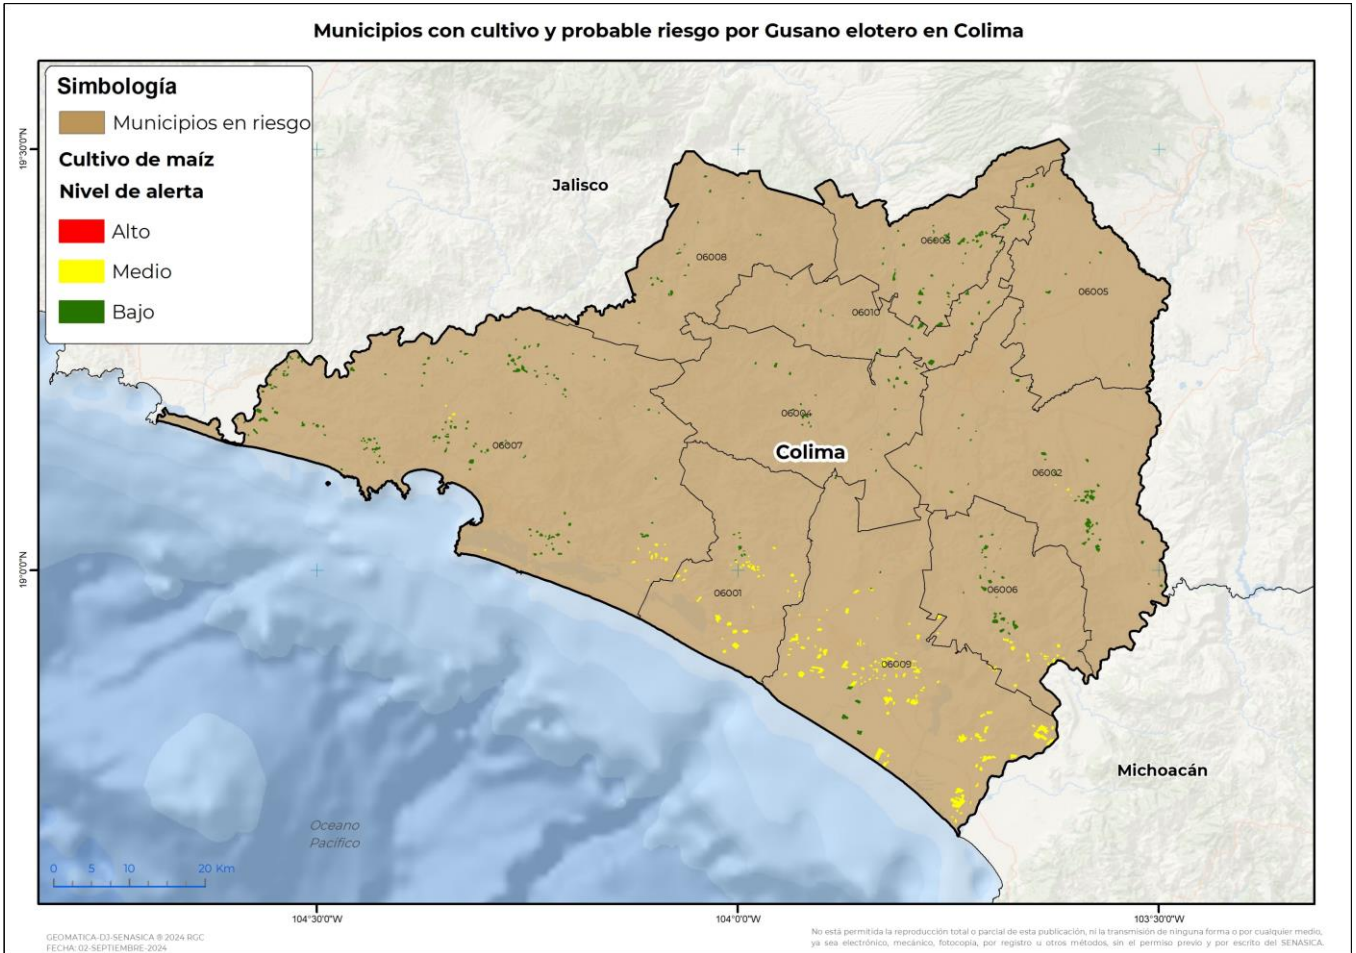 Municipios con cultivo y probable riesgo por Gusano elotero en Colima
Simbología
Municipios en riesgo
Cultivo de maíz
Nivel de alerta
Alto
Medio
Bajo
19°30'0"N
19°0'0"N
Jalisco
06008
06003
06005
06010
06004
Colima
06007
06002
06001
06006
06009
Michoacán
Oceano
Pacífico
0 5 10 20 Km
104°30'0"W
104°0'0"W
103°30'0"W
GEOMATICA-DJ-SENASICA @ 2024 RGC
FECHA: 02-SEPTIEMBRE-2024
No está permitida la reproducción total o parcial de esta publicación, ni la transmisión de ninguna forma o por cualquier medio,
ya sea electrónico, mecánico, fotocopia, por registro u otros métodos, sin el permiso previo y por escrito del SENASICA.